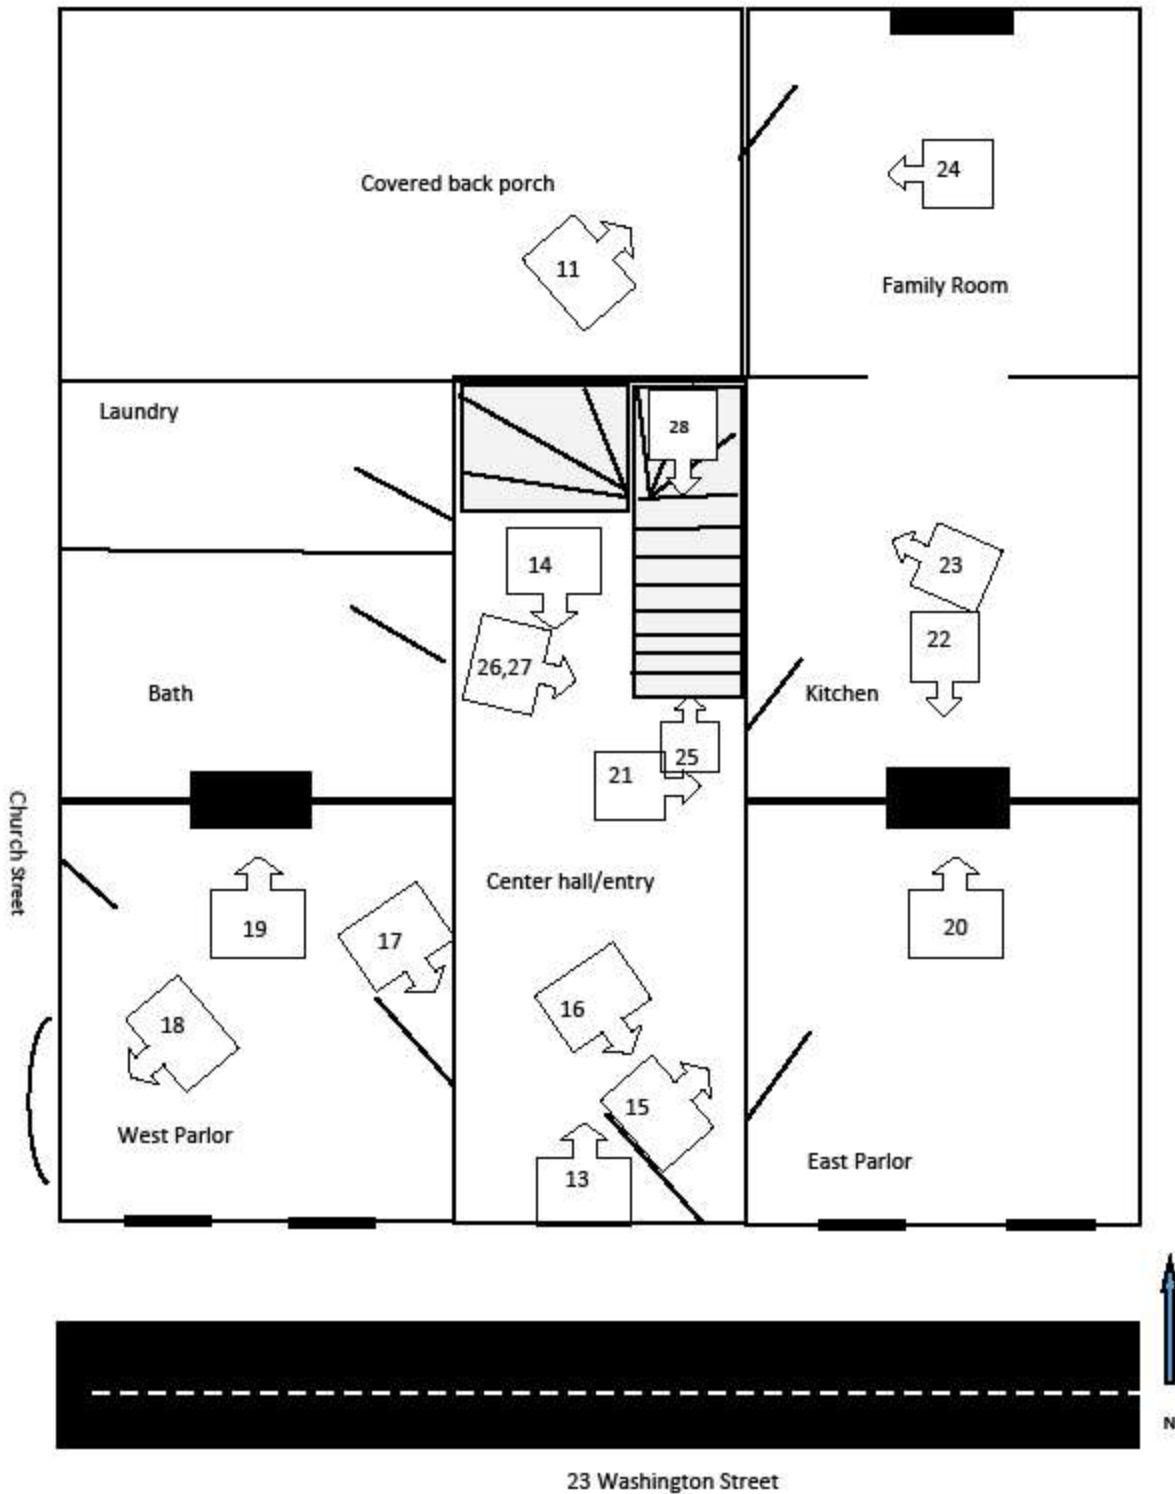 24
Covered back porch
11
Family Room
Laundry
28
14
23
26,27
22
Bath
Kitchen
25
21
Church Street
Center hall/entry
19
17
20
16
18
15
West Parlor
East Parlor
13
N
23 Washington Street